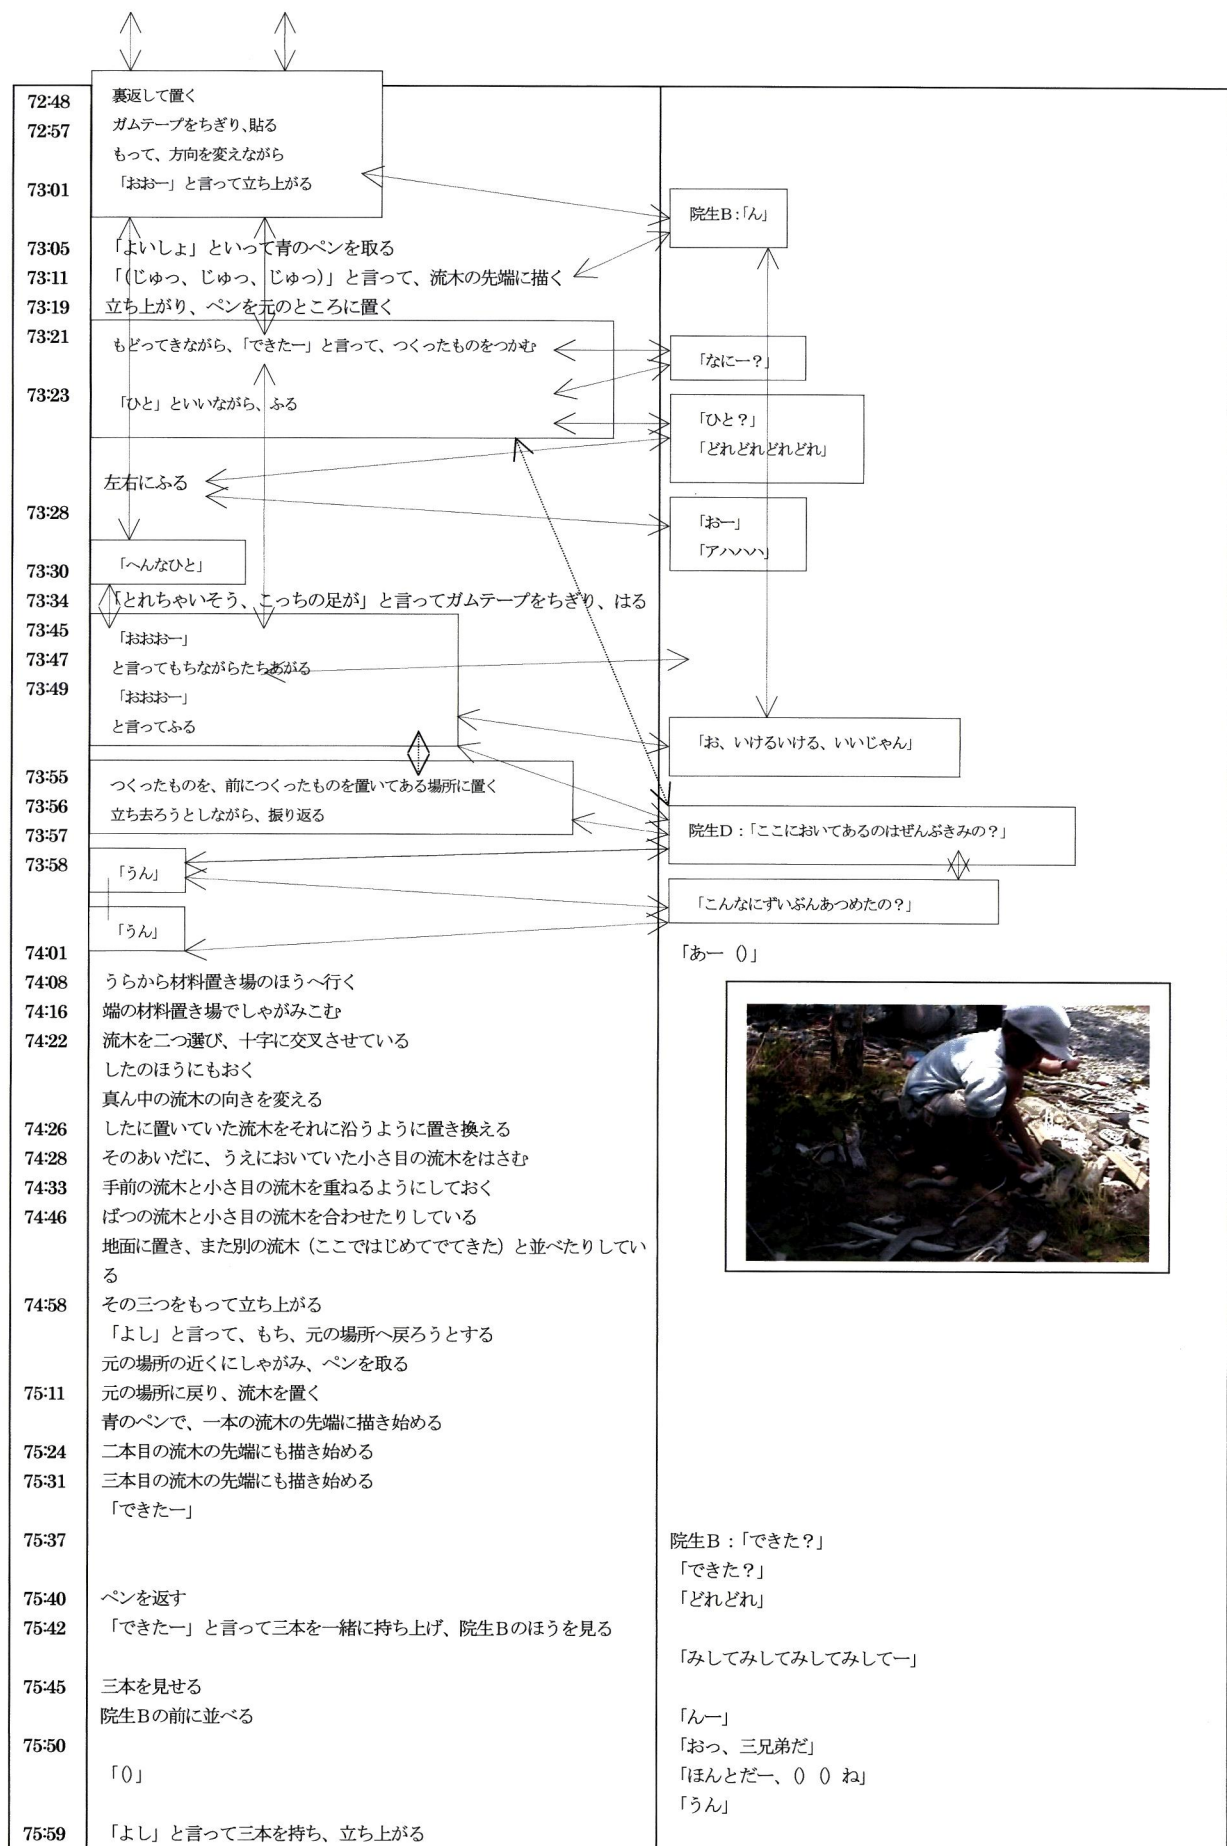 72:48 裏返して置く
72:57 ガムテープをちぎり、貼る
もって、方向を変えながら
73:01 「おおー」と言って立ち上がる
院生B:「ん」
73:05 「よいしょ」といって青のペンを取る
73:11 「(じゅっ、じゅっ、じゅっ)」と言って、流木の先端に描く
73:19 立ち上がり、ペンを元のところに置く
73:21 もどってきながら、「できたー」と言って、つくったものをつかむ
「なにー？」
73:23 「ひと」といいながら、ふる
「ひと？」
「どれどれどれどれ」
左右にふる
73:28 「おー」
「アハハハ」
73:30 「へんなひと」
73:34 「とれちゃいそう、こっちの足が」と言ってガムテープをちぎり、はる
73:45 「おおおー」
73:47 と言ってもちながらたちあがる
73:49 「おおおー」
と言ってふる
「お、いけるいける、いいじゃん」
73:55 つくったものを、前につくったものを置いてある場所に置く
73:56 立ち去ろうとしながら、振り返る
73:57 院生D：「ここにおいてあるのはぜんぶきみの？」
73:58 「うん」
「こんなにずいぶんあつめたの？」
「うん」
74:01 「あー ()」
74:08 うらから材料置き場のほうへ行く
74:16 端の材料置き場でしゃがみこむ
74:22 流木を二つ選び、十字に交叉させている
したのほうにもおく
真ん中の流木の向きを変える
74:26 したに置いていた流木をそれに沿うように置き換える
74:28 そのあいだに、うえにおいていた小さ目の流木をはさむ
74:33 手前の流木と小さ目の流木を重ねるようにしておく
74:46 ばつの流木と小さ目の流木を合わせたりしている
地面に置き、また別の流木（ここではじめてでてきた）と並べたりしてい
る
74:58 その三つをもって立ち上がる
「よし」と言って、もち、元の場所へ戻ろうとする
元の場所の近くにしゃがみ、ペンを取る
75:11 元の場所に戻り、流木を置く
青のペンで、一本の流木の先端に描き始める
75:24 二本目の流木の先端にも描き始める
75:31 三本目の流木の先端にも描き始める
「できたー」
75:37 院生B：「できた？」
「できた？」
75:40 ペンを返す 「どれどれ」
75:42 「できたー」と言って三本を一緒に持ち上げ、院生Bのほうを見る
「みしてみしてみしてみしてー」
75:45 三本を見せる
院生Bの前に並べる 「んー」
75:50 「おっ、三兄弟だ」
「()」 「ほんとだー、() () ね」
「うん」
75:59 「よし」と言って三本を持ち、立ち上がる